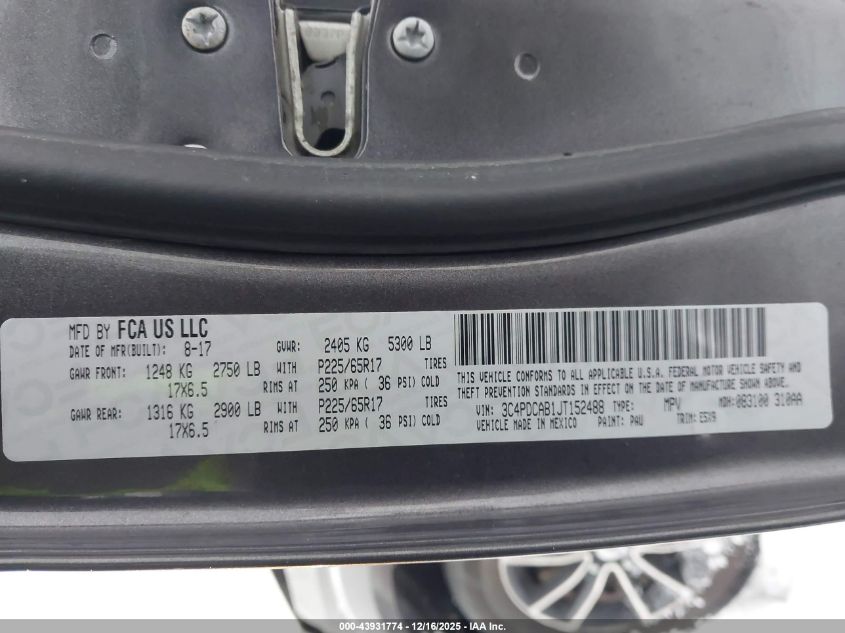 MFD BY FCA US LLC
DATE OF MFR(BUILT): 8-17 GVWR: 2405 KG 5300 LB
GAWR FRONT: 1248 KG 2750 LB WITH P225/65R17 TIRES
17X6.5 RIMS AT 250 KPA ( 36 PSI) COLD
GAWR REAR: 1316 KG 2900 LB WITH P225/65R17 TIRES
17X6.5 RIMS AT 250 KPA ( 36 PSI) COLD
THIS VEHICLE CONFORMS TO ALL APPLICABLE U.S.A. FEDERAL MOTOR VEHICLE SAFETY AND
THEFT PREVENTION STANDARDS IN EFFECT ON THE DATE OF MANUFACTURE SHOWN ABOVE.
VIN: 3C4PDCAB1JT152488 TYPE: MPV MDH: 083100 310AA
VEHICLE MADE IN MEXICO PAINT: PAU TRIM: E5X9
000-43931774 - 12/16/2025 - IAA Inc.